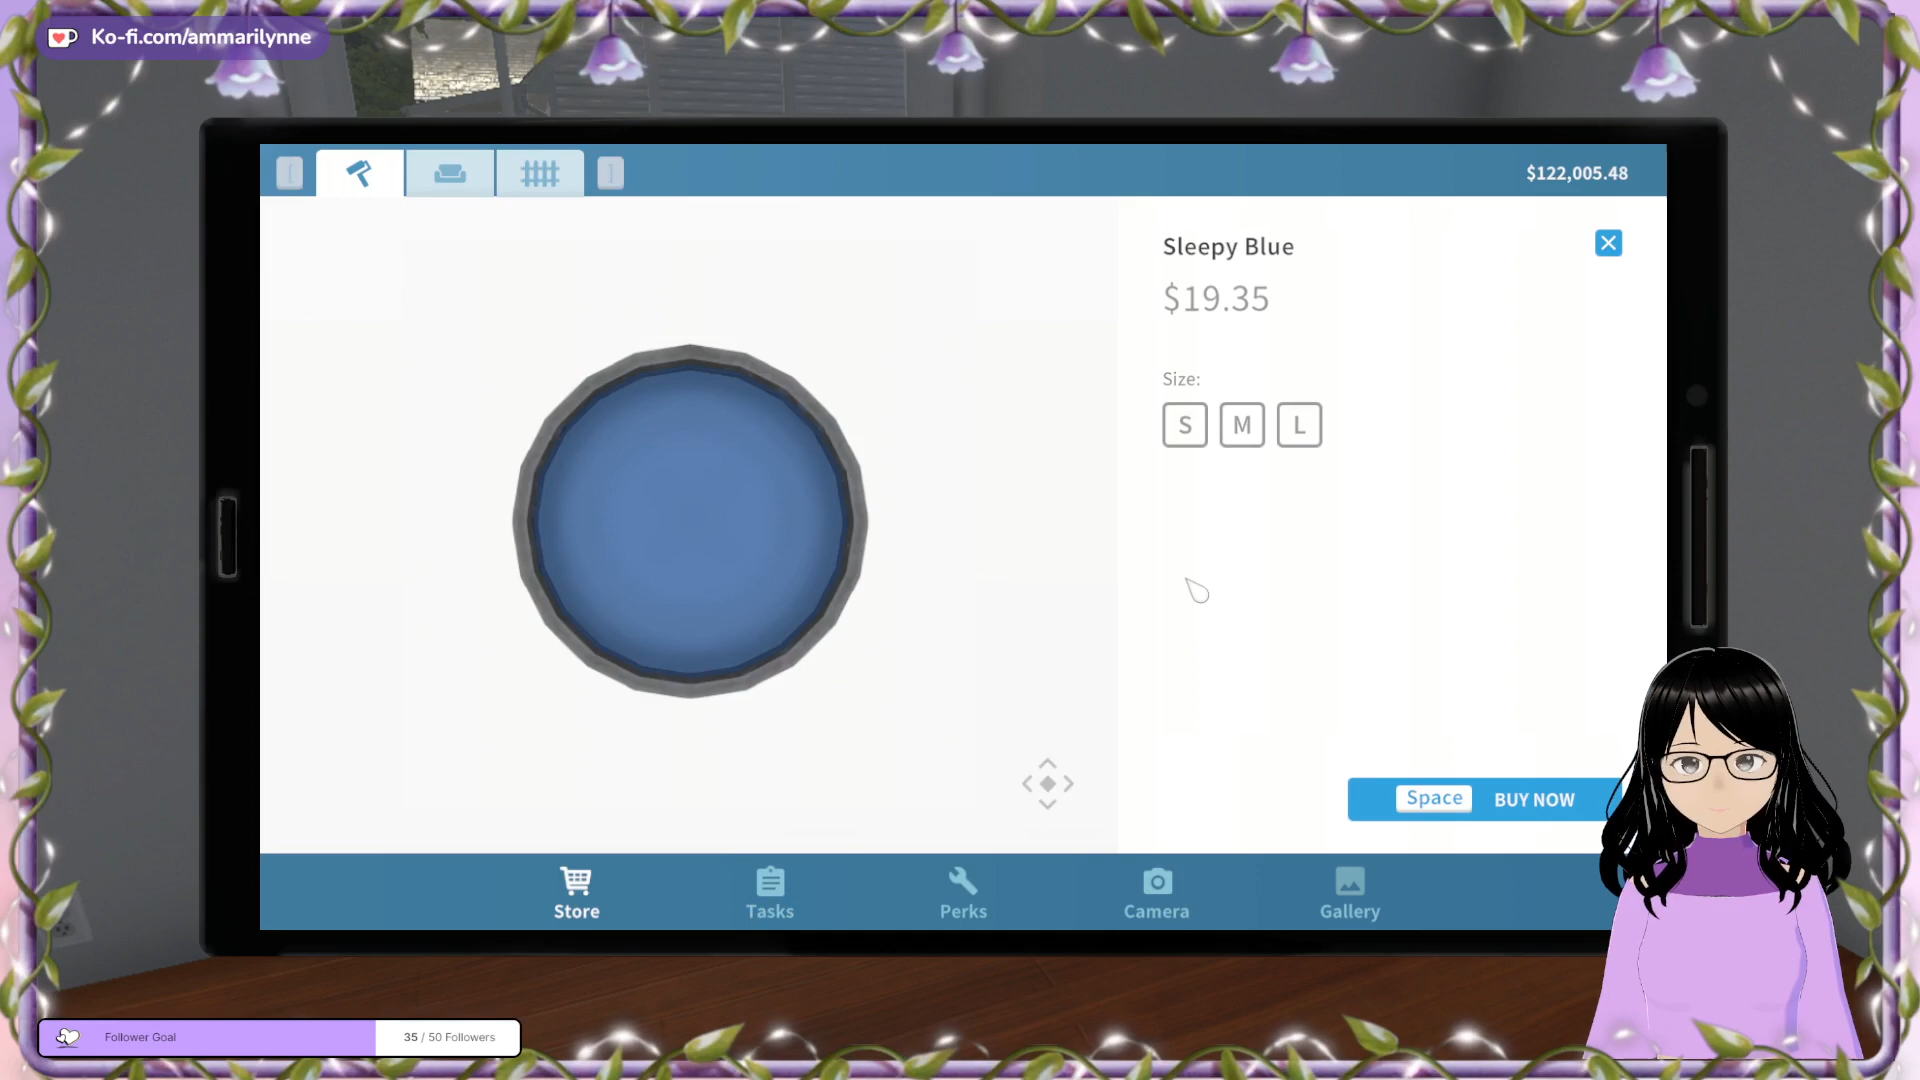 Ko-fi.com/ammarilynne
$122,005.48
Sleepy Blue
$19.35
Size:
S M L
Space BUY NOW
Store Tasks Perks Camera Gallery
Follower Goal 35 / 50 Followers